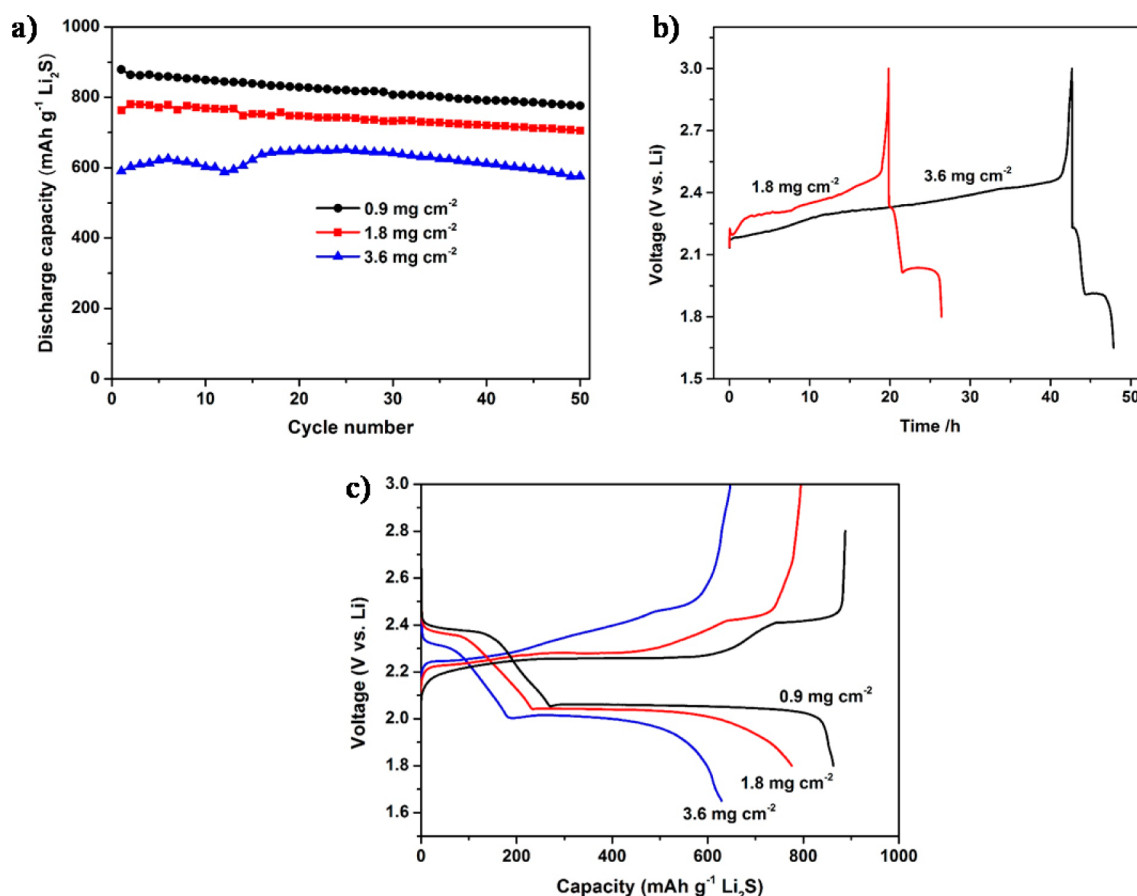 a)
1000
800
600
400
200
0
Discharge capacity (mAh g⁻¹ Li₂S)
0.9 mg cm⁻²
1.8 mg cm⁻²
3.6 mg cm⁻²
0 10 20 30 40 50
Cycle number
b)
3.0
2.7
2.4
2.1
1.8
1.5
Voltage (V vs. Li)
1.8 mg cm⁻²
3.6 mg cm⁻²
0 10 20 30 40 50
Time /h
c)
3.0
2.8
2.6
2.4
2.2
2.0
1.8
1.6
Voltage (V vs. Li)
0.9 mg cm⁻²
1.8 mg cm⁻²
3.6 mg cm⁻²
0 200 400 600 800 1000
Capacity (mAh g⁻¹ Li₂S)